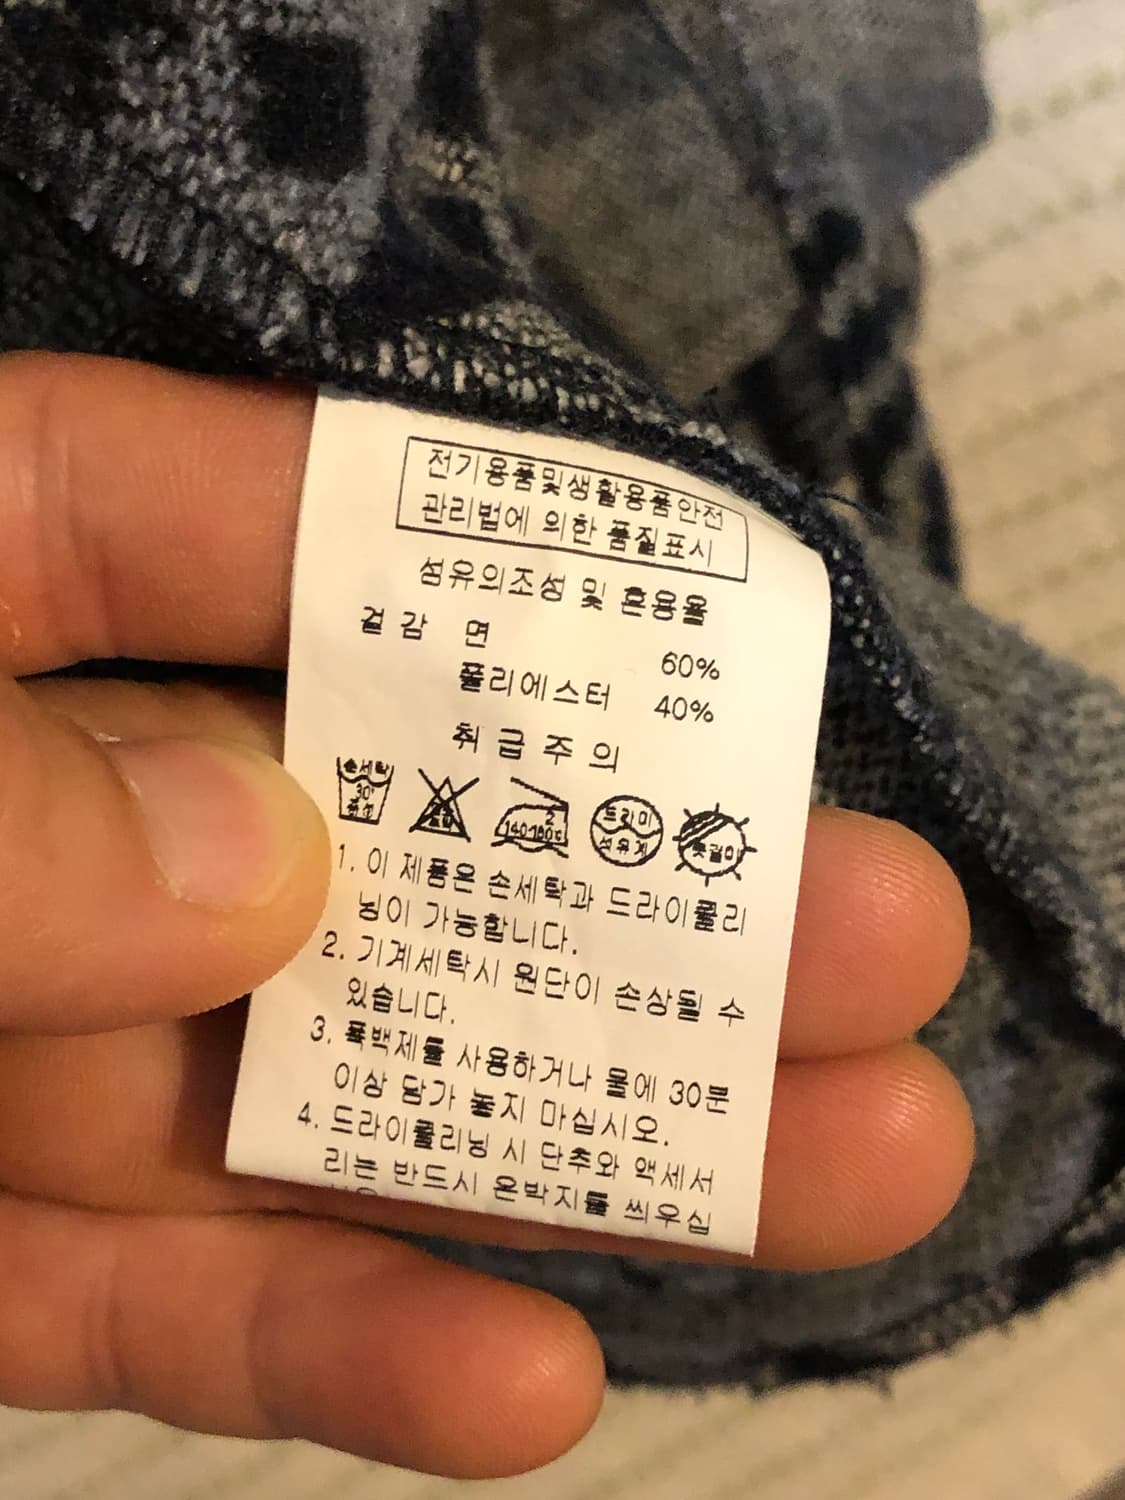 전기용품및생활용품안전
관리법에 의한 품질표시
섬유의조성 및 혼용율
겉감 면 60%
폴리에스터 40%
취급주의
손세탁 30° 중성
염소 140-160℃ 2 드라이 석유계 옷걸이
1. 이 제품은 손세탁과 드라이클리
닝이 가능합니다.
2. 기계세탁시 원단이 손상될 수
있습니다.
3. 표백제를 사용하거나 물에 30분
이상 담가 놓지 마십시오.
4. 드라이클리닝 시 단추와 액세서
리는 반드시 은박지를 씌우십